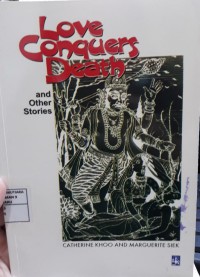 Love
Conquers
Death
and
Other
Stories
CATHERINE KHOO AND MARGUERITE SIEK